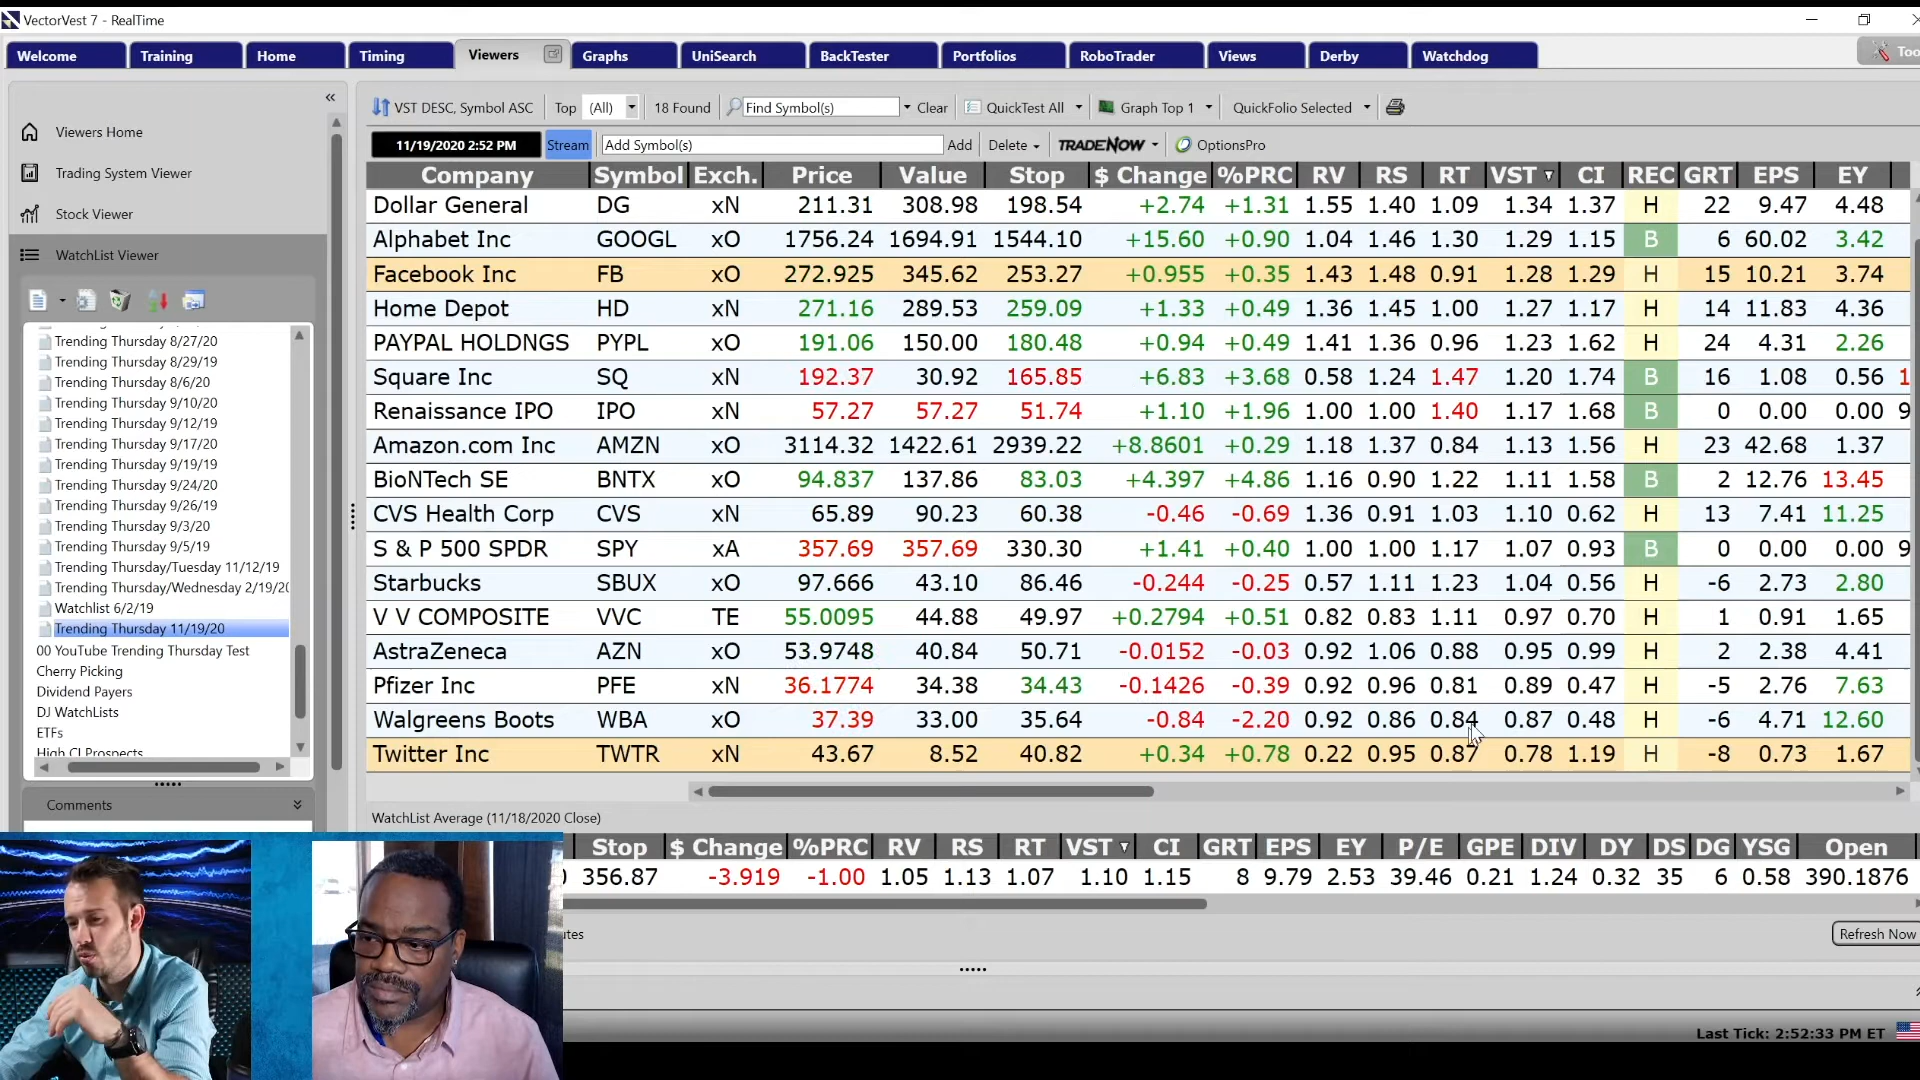 VectorVest 7 - RealTime
Welcome Training Home Timing Viewers Graphs UniSearch BackTester Portfolios RoboTrader Views Derby Watchdog
VST DESC, Symbol ASC Top (All) 18 Found Find Symbol(s) Clear QuickTest All Graph Top 1 QuickFolio Selected
11/19/2020 2:52 PM Stream Add Symbol(s) Add Delete TRADENOW OptionsPro
Viewers Home
Trading System Viewer
Stock Viewer
WatchList Viewer
Trending Thursday 8/27/20
Trending Thursday 8/29/19
Trending Thursday 8/6/20
Trending Thursday 9/10/20
Trending Thursday 9/12/19
Trending Thursday 9/17/20
Trending Thursday 9/19/19
Trending Thursday 9/24/20
Trending Thursday 9/26/19
Trending Thursday 9/3/20
Trending Thursday 9/5/19
Trending Thursday/Tuesday 11/12/19
Trending Thursday/Wednesday 2/19/20
Watchlist 6/2/19
Trending Thursday 11/19/20
00 YouTube Trending Thursday Test
Cherry Picking
Dividend Payers
DJ WatchLists
ETFs
High CI Prospects
Comments
Company Symbol Exch. Price Value Stop $ Change %PRC RV RS RT VST CI REC GRT EPS EY
Dollar General DG xN 211.31 308.98 198.54 +2.74 +1.31 1.55 1.40 1.09 1.34 1.37 H 22 9.47 4.48
Alphabet Inc GOOGL xO 1756.24 1694.91 1544.10 +15.60 +0.90 1.04 1.46 1.30 1.29 1.15 B 6 60.02 3.42
Facebook Inc FB xO 272.925 345.62 253.27 +0.955 +0.35 1.43 1.48 0.91 1.28 1.29 H 15 10.21 3.74
Home Depot HD xN 271.16 289.53 259.09 +1.33 +0.49 1.36 1.45 1.00 1.27 1.17 H 14 11.83 4.36
PAYPAL HOLDNGS PYPL xO 191.06 150.00 180.48 +0.94 +0.49 1.41 1.36 0.96 1.23 1.62 H 24 4.31 2.26
Square Inc SQ xN 192.37 30.92 165.85 +6.83 +3.68 0.58 1.24 1.47 1.20 1.74 B 16 1.08 0.56 1
Renaissance IPO IPO xN 57.27 57.27 51.74 +1.10 +1.96 1.00 1.00 1.40 1.17 1.68 B 0 0.00 0.00 9
Amazon.com Inc AMZN xO 3114.32 1422.61 2939.22 +8.8601 +0.29 1.18 1.37 0.84 1.13 1.56 H 23 42.68 1.37
BioNTech SE BNTX xO 94.837 137.86 83.03 +4.397 +4.86 1.16 0.90 1.22 1.11 1.58 B 2 12.76 13.45
CVS Health Corp CVS xN 65.89 90.23 60.38 -0.46 -0.69 1.36 0.91 1.03 1.10 0.62 H 13 7.41 11.25
S & P 500 SPDR SPY xA 357.69 357.69 330.30 +1.41 +0.40 1.00 1.00 1.17 1.07 0.93 B 0 0.00 0.00 9
Starbucks SBUX xO 97.666 43.10 86.46 -0.244 -0.25 0.57 1.11 1.23 1.04 0.56 H -6 2.73 2.80
V V COMPOSITE VVC TE 55.0095 44.88 49.97 +0.2794 +0.51 0.82 0.83 1.11 0.97 0.70 H 1 0.91 1.65
AstraZeneca AZN xO 53.9748 40.84 50.71 -0.0152 -0.03 0.92 1.06 0.88 0.95 0.99 H 2 2.38 4.41
Pfizer Inc PFE xN 36.1774 34.38 34.43 -0.1426 -0.39 0.92 0.96 0.81 0.89 0.47 H -5 2.76 7.63
Walgreens Boots WBA xO 37.39 33.00 35.64 -0.84 -2.20 0.92 0.86 0.84 0.87 0.48 H -6 4.71 12.60
Twitter Inc TWTR xN 43.67 8.52 40.82 +0.34 +0.78 0.22 0.95 0.87 0.78 1.19 H -8 0.73 1.67
WatchList Average (11/18/2020 Close)
Stop $ Change %PRC RV RS RT VST CI GRT EPS EY P/E GPE DIV DY DS DG YSG Open
356.87 -3.919 -1.00 1.05 1.13 1.07 1.10 1.15 8 9.79 2.53 39.46 0.21 1.24 0.32 35 6 0.58 390.1876
Refresh Now
Last Tick: 2:52:33 PM ET